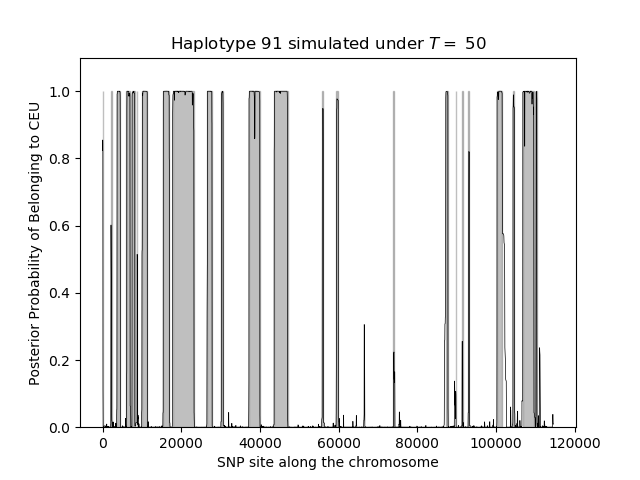 Haplotype 91 simulated under T = 50
Posterior Probability of Belonging to CEU
1.0
0.8
0.6
0.4
0.2
0.0
0 20000 40000 60000 80000 100000 120000
SNP site along the chromosome